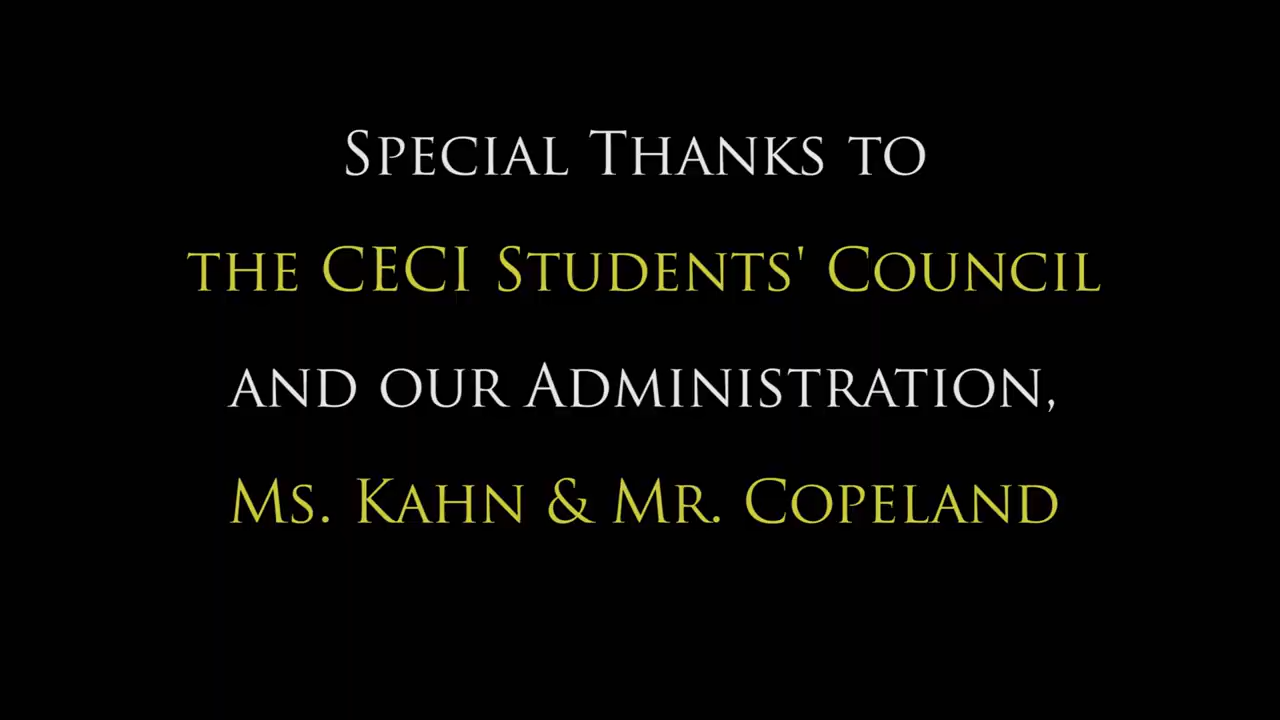 Special Thanks to
the CECI Students' Council
and our Administration,
Ms. Kahn & Mr. Copeland